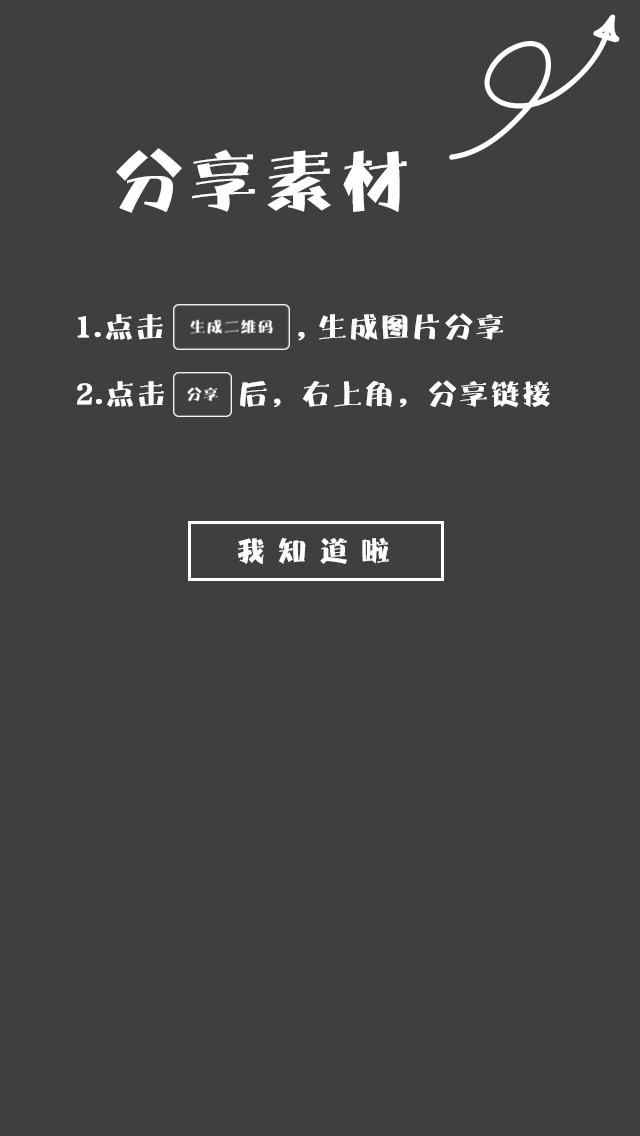 分享素材
1.点击 生成二维码 , 生成图片分享
2.点击 分享 后，右上角，分享链接
我知道啦